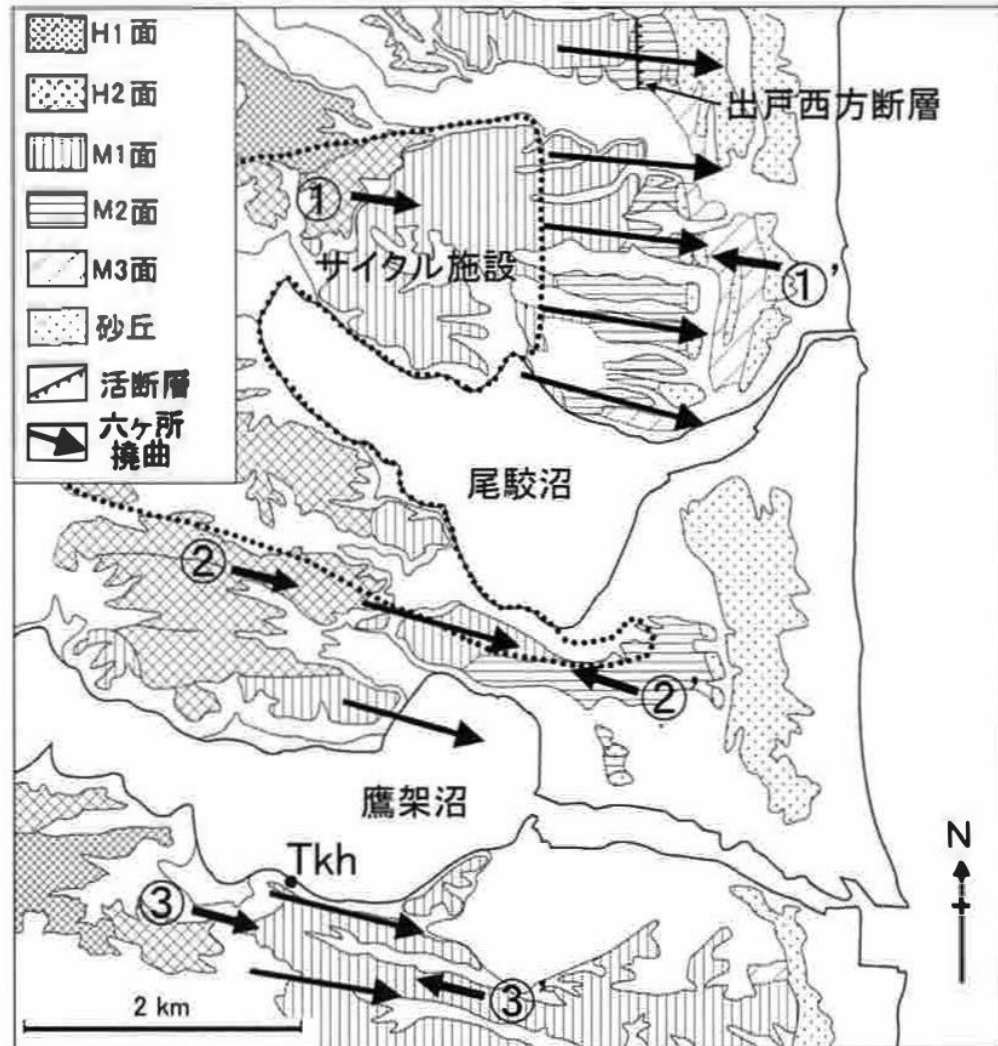 H1面
H2面
M1面
M2面
M3面
砂丘
活断層
六ヶ所
撓曲
出戸西方断層
①
サイクル施設
①’
尾駮沼
②
②’
鷹架沼
Tkh
③
③’
2 km
N